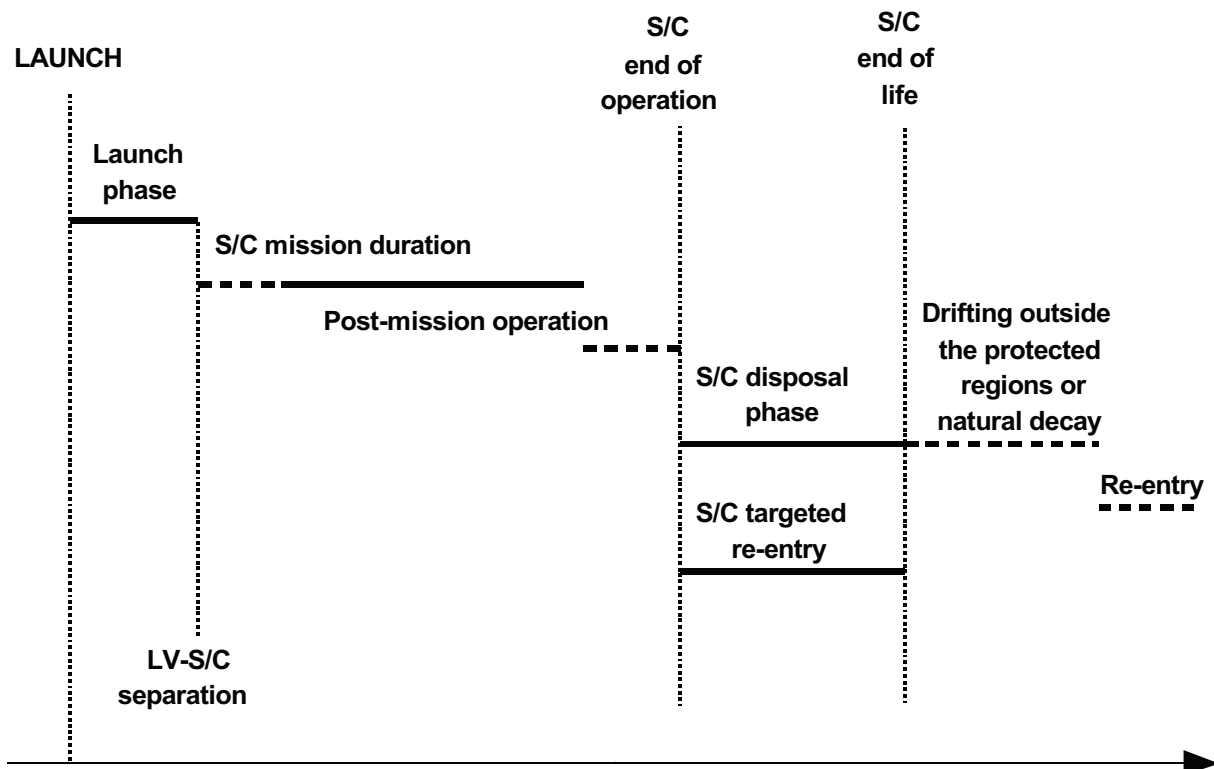 LAUNCH
S/C
end of
operation
S/C
end of
life
Launch
phase
S/C mission duration
Post-mission operation
S/C disposal
phase
Drifting outside
the protected
regions or
natural decay
Re-entry
S/C targeted
re-entry
LV-S/C
separation